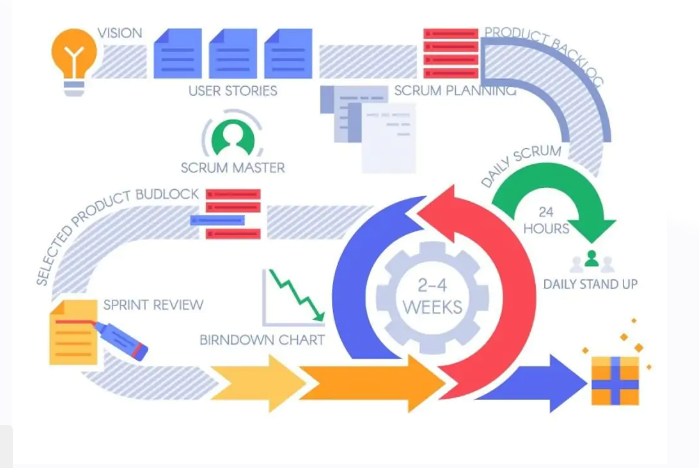 VISION
PRODUCT BACKLOG
USER STORIES
SCRUM PLANNING
SCRUM MASTER
DAILY SCRUM
24
HOURS
DAILY STAND UP
SELECTED PRODUCT BUDLOCK
2-4
WEEKS
SPRINT REVIEW
BIRNDOWN CHART